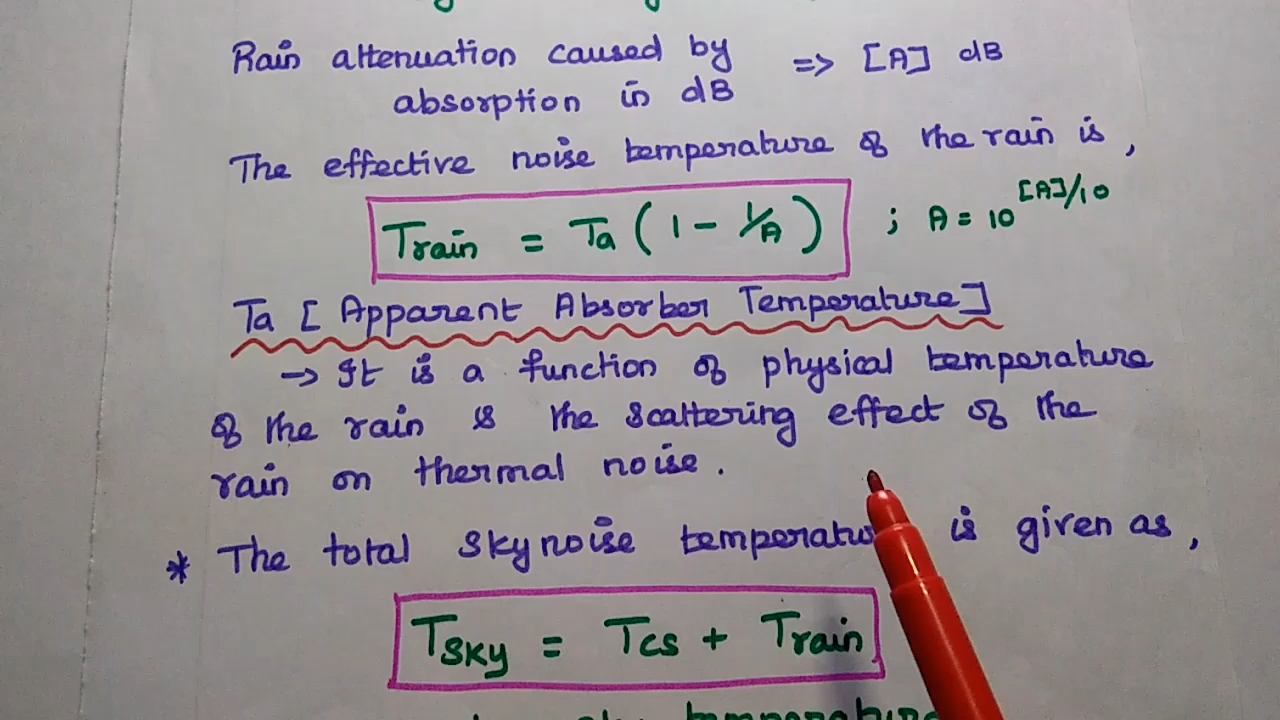 Rain attenuation caused by => [A] dB
absorption in dB
The effective noise temperature of the rain is,
Train = Ta (1 - 1/A) ; A = 10^[A]/10
Ta [Apparent Absorber Temperature]
→ It is a function of physical temperature
of the rain & the scattering effect of the
rain on thermal noise.
* The total sky noise temperature is given as,
TSky = TCS + Train
temperature